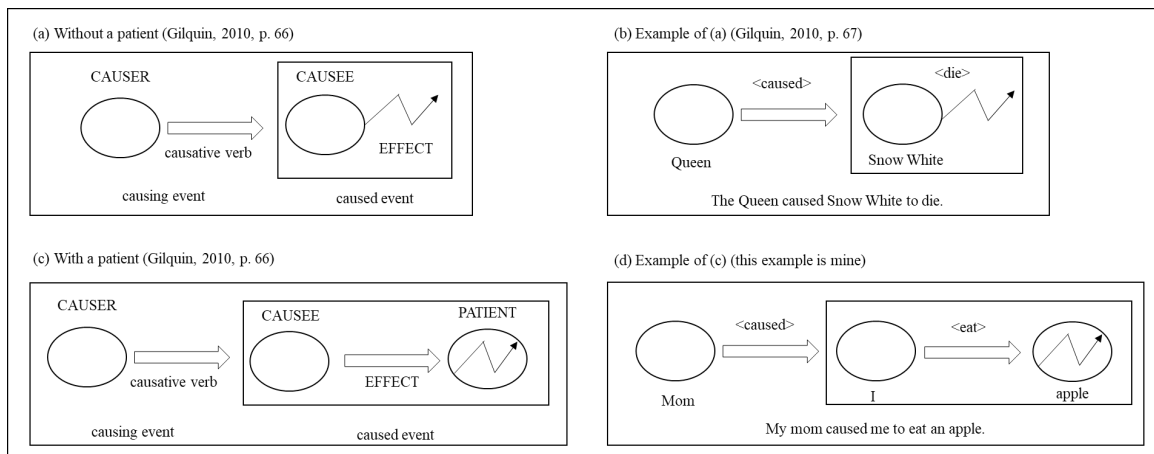 (a) Without a patient (Gilquin, 2010, p. 66)
CAUSER
CAUSEE
causative verb
EFFECT
causing event
caused event
(b) Example of (a) (Gilquin, 2010, p. 67)
<caused>
<die>
Queen
Snow White
The Queen caused Snow White to die.
(c) With a patient (Gilquin, 2010, p. 66)
CAUSER
CAUSEE
PATIENT
causative verb
EFFECT
causing event
caused event
(d) Example of (c) (this example is mine)
<caused>
<eat>
Mom
I
apple
My mom caused me to eat an apple.